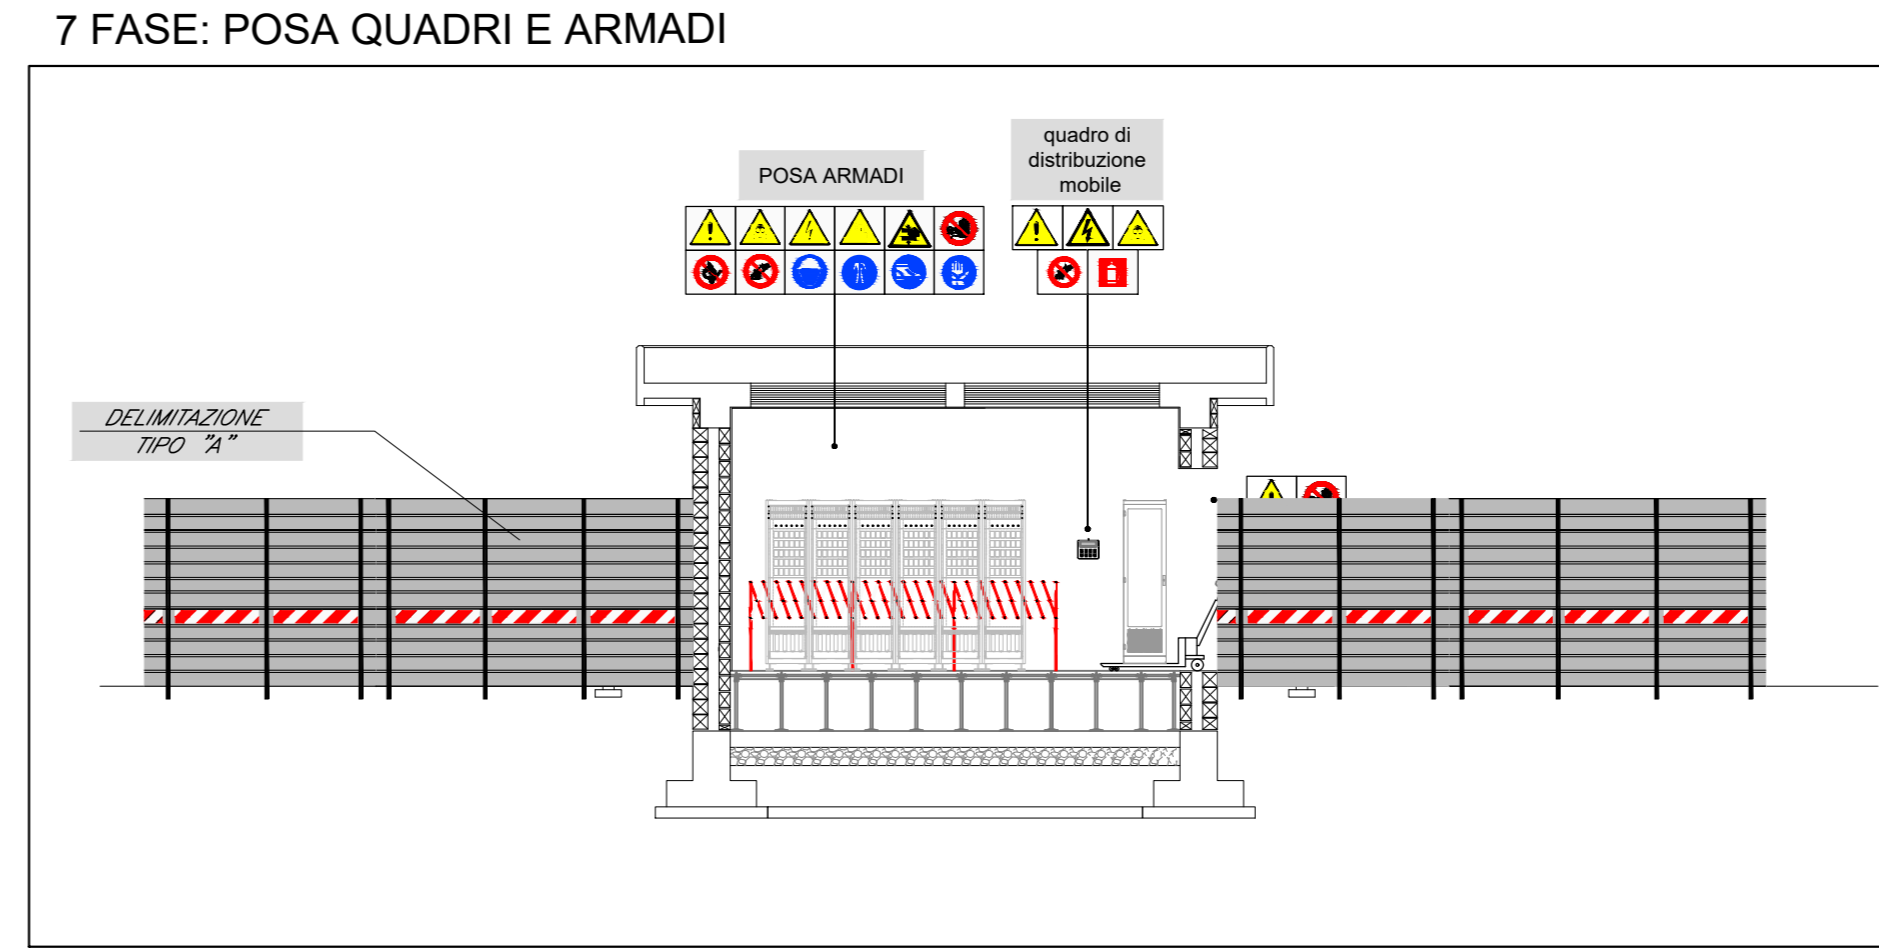 7 FASE: POSA QUADRI E ARMADI
quadro di
distribuzione
mobile
POSA ARMADI
DELIMITAZIONE
TIPO "A"